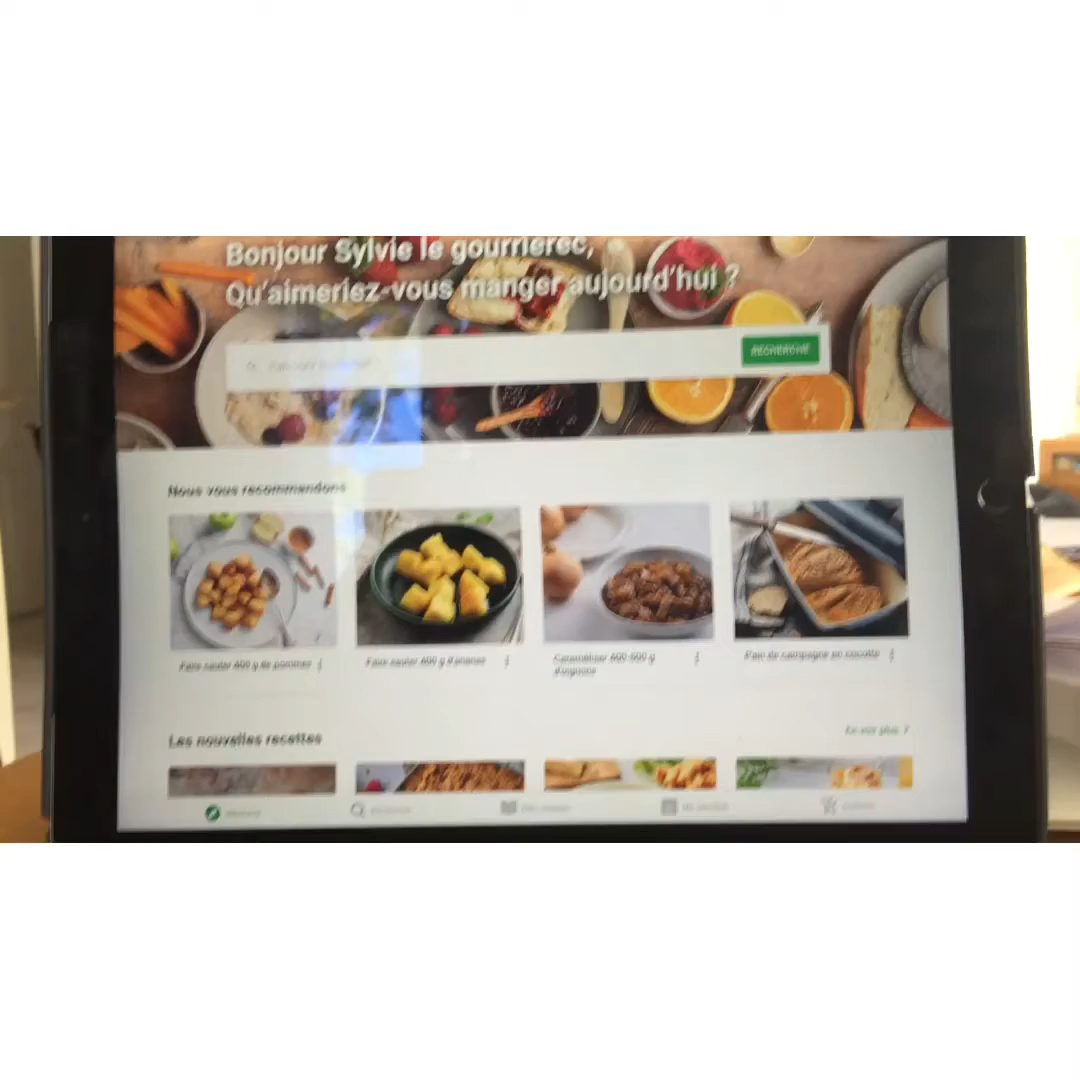 Bonjour Sylvie le gourrierec,
Qu'aimeriez-vous manger aujourd'hui ?
RECHERCHE
Nous vous recommandons
Faire sauter 600 g de pommes
Faire sauter 600 g d'ananas
Caraméliser 600-800 g
d'oignons
Pain de campagne en cocotte
Les nouvelles recettes
En voir plus